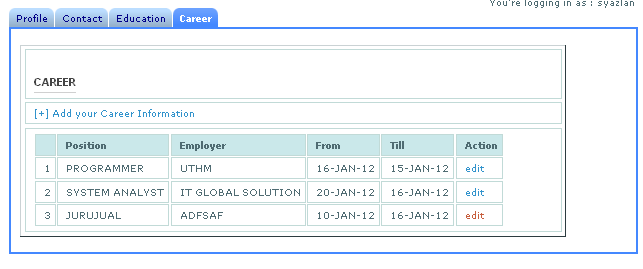 You're logging in as : syazlan
Profile Contact Education Career
CAREER
[+] Add your Career Information
Position Employer From Till Action
1 PROGRAMMER UTHM 16-JAN-12 15-JAN-12 edit
2 SYSTEM ANALYST IT GLOBAL SOLUTION 20-JAN-12 16-JAN-12 edit
3 JURUJUAL ADFSAF 10-JAN-12 16-JAN-12 edit